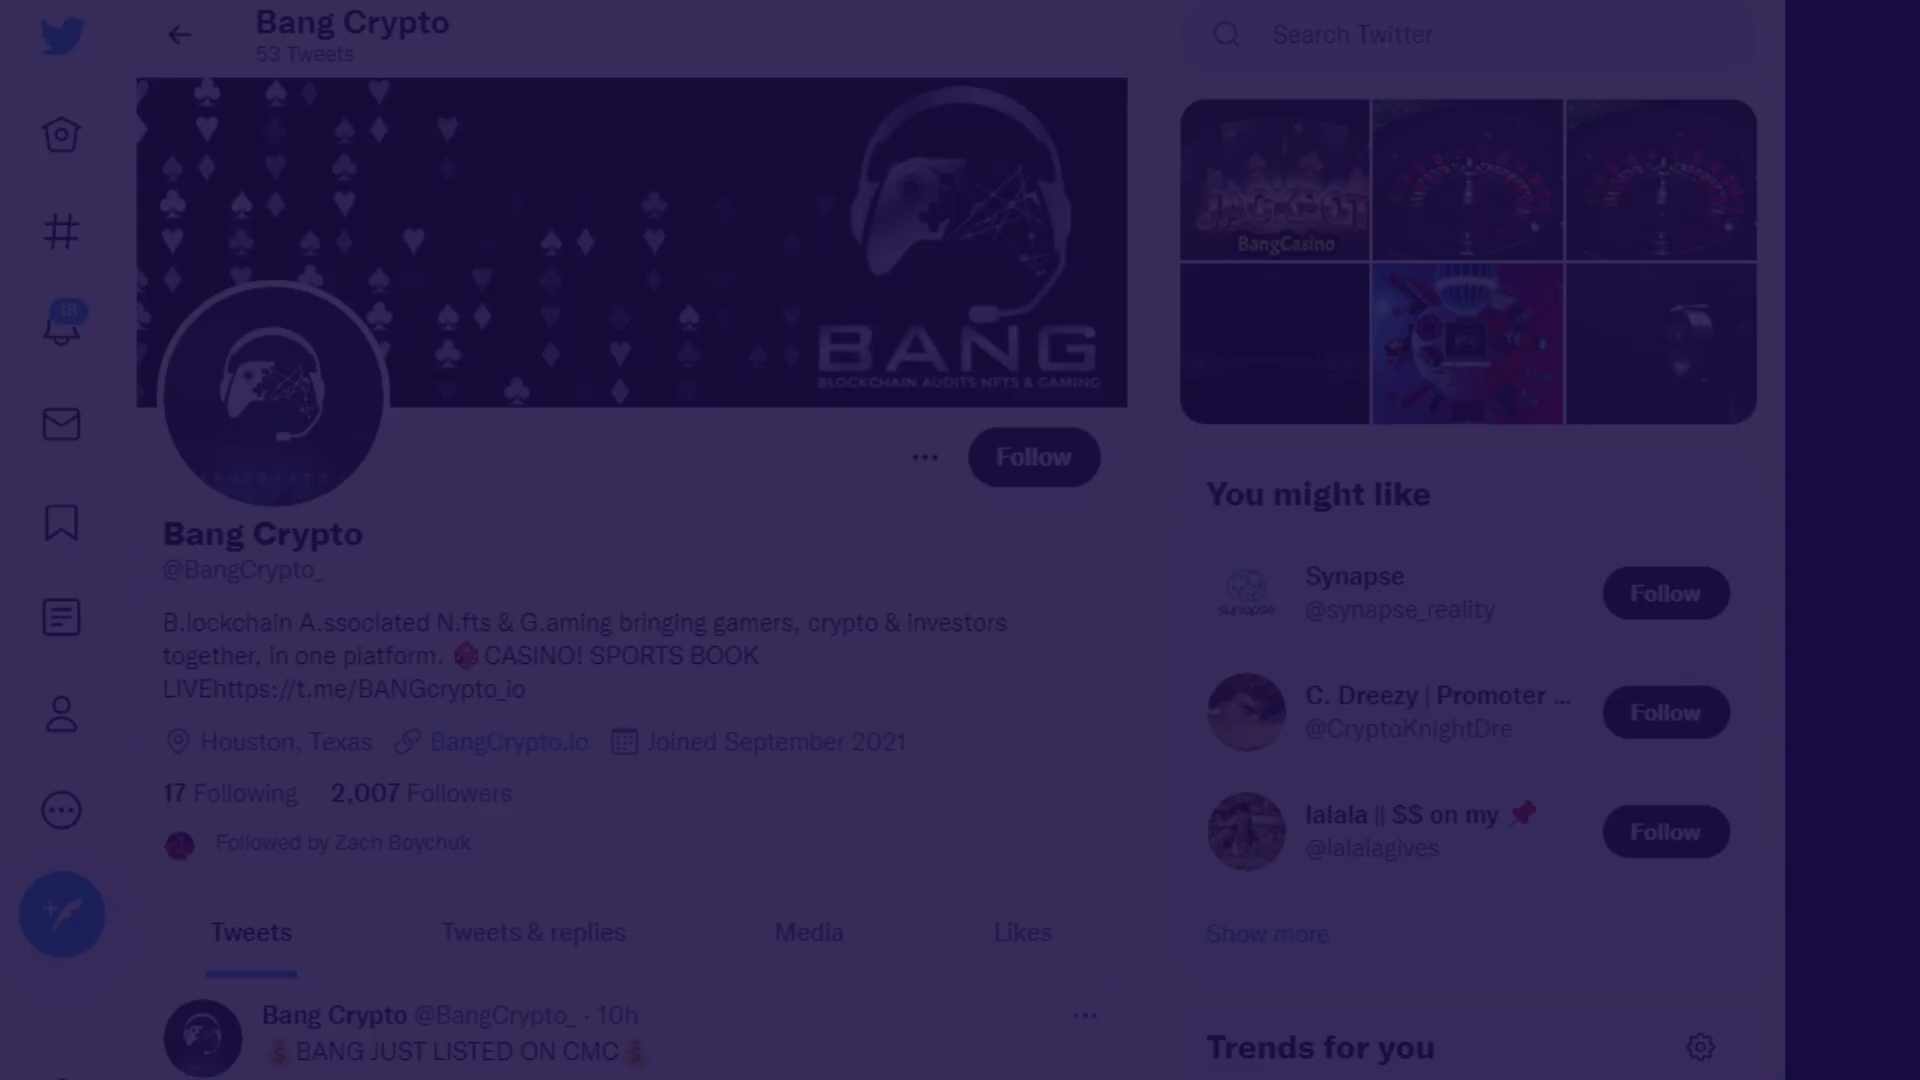 Bang Crypto
53 Tweets
Search Twitter
JACKPOT
BangCasino
BANG
BLOCKCHAIN AUDITS NFTS & GAMING
18
Follow
Bang Crypto
@BangCrypto_
B.lockchain A.ssociated N.fts & G.aming bringing gamers, crypto & investors
together, in one platform. CASINO! SPORTS BOOK
LIVEhttps://t.me/BANGcrypto_io
Houston, Texas BangCrypto.io Joined September 2021
17 Following 2,007 Followers
Followed by Zach Boychuk
Tweets Tweets & replies Media Likes
Bang Crypto @BangCrypto_ · 10h
💰BANG JUST LISTED ON CMC💰
You might like
synapse
Synapse
@synapse_reality
Follow
C. Dreezy | Promoter ...
@CryptoKnightDre
Follow
lalala || $$ on my 📌
@lalalagives
Follow
Show more
Trends for you